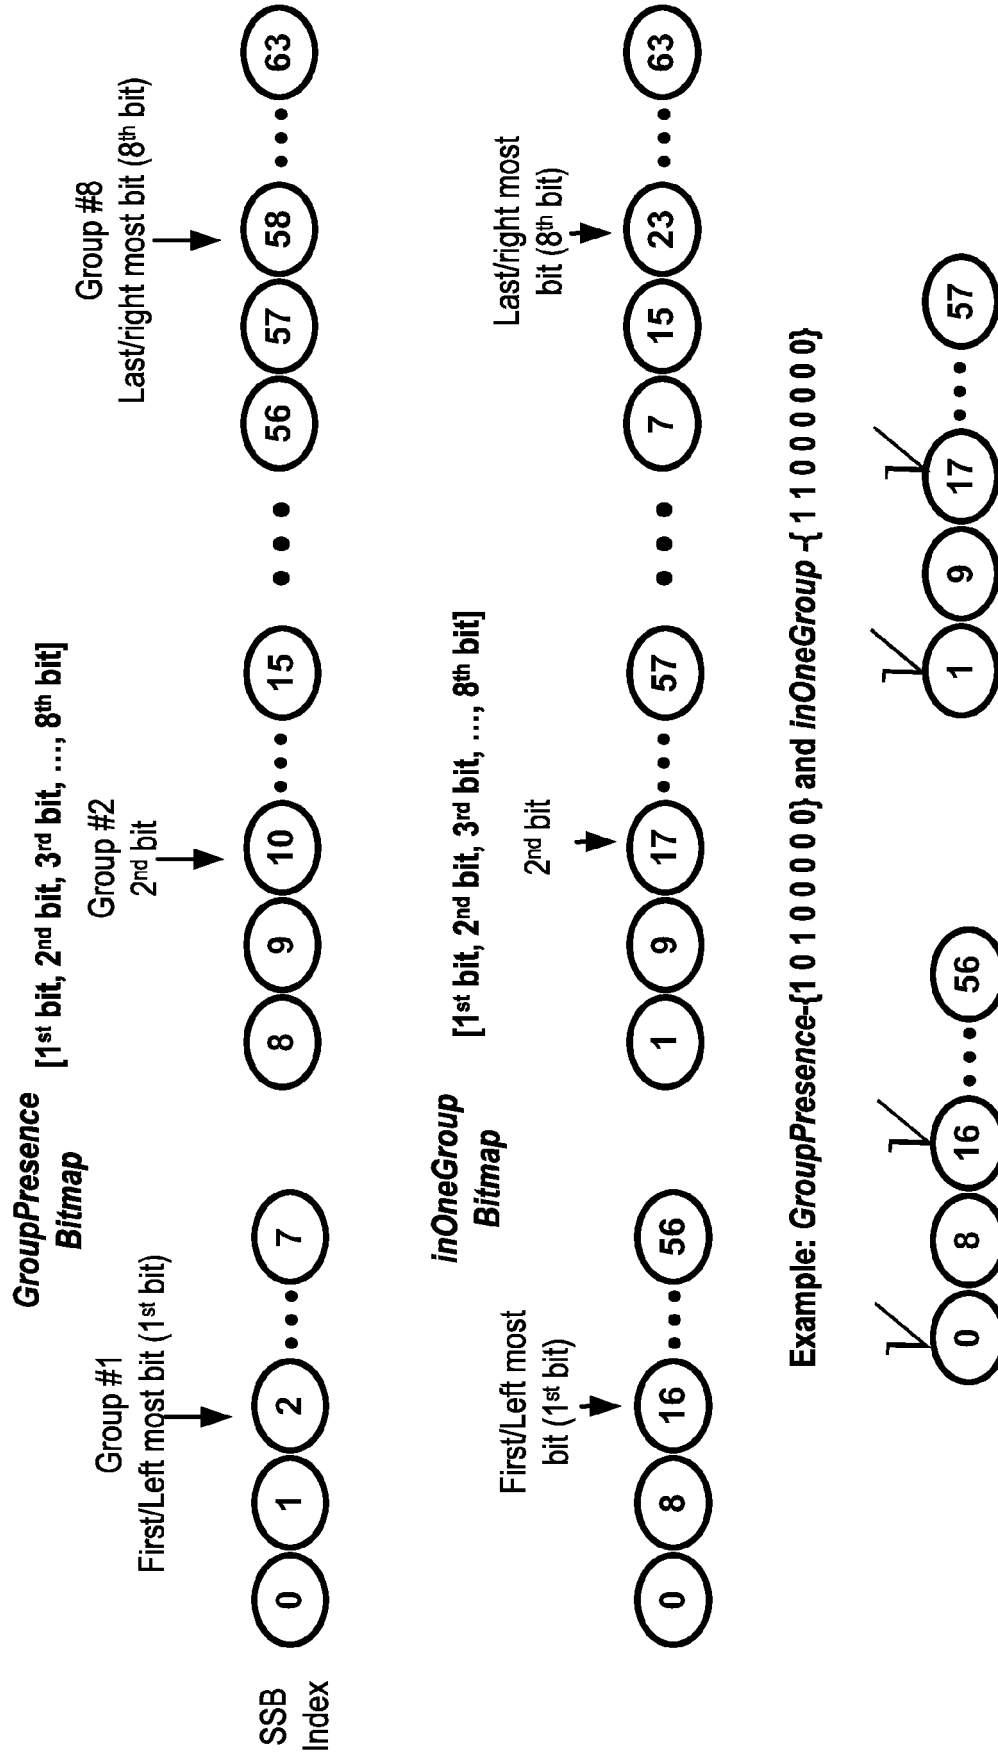 GroupPresence
Bitmap
[1st bit, 2nd bit, 3rd bit, ..., 8th bit]
Group #1
First/Left most bit (1st bit)
Group #2
2nd bit
Group #8
Last/right most bit (8th bit)
SSB
Index
0 1 2 7 8 9 10 15 56 57 58 63
inOneGroup
Bitmap
[1st bit, 2nd bit, 3rd bit, ..., 8th bit]
First/Left most
bit (1st bit)
2nd bit
Last/right most
bit (8th bit)
0 8 16 56 1 9 17 57 7 15 23 63
Example: GroupPresence-{1 0 1 0 0 0 0 0} and inOneGroup -{ 1 1 0 0 0 0 0 0}
0 8 16 56 1 9 17 57